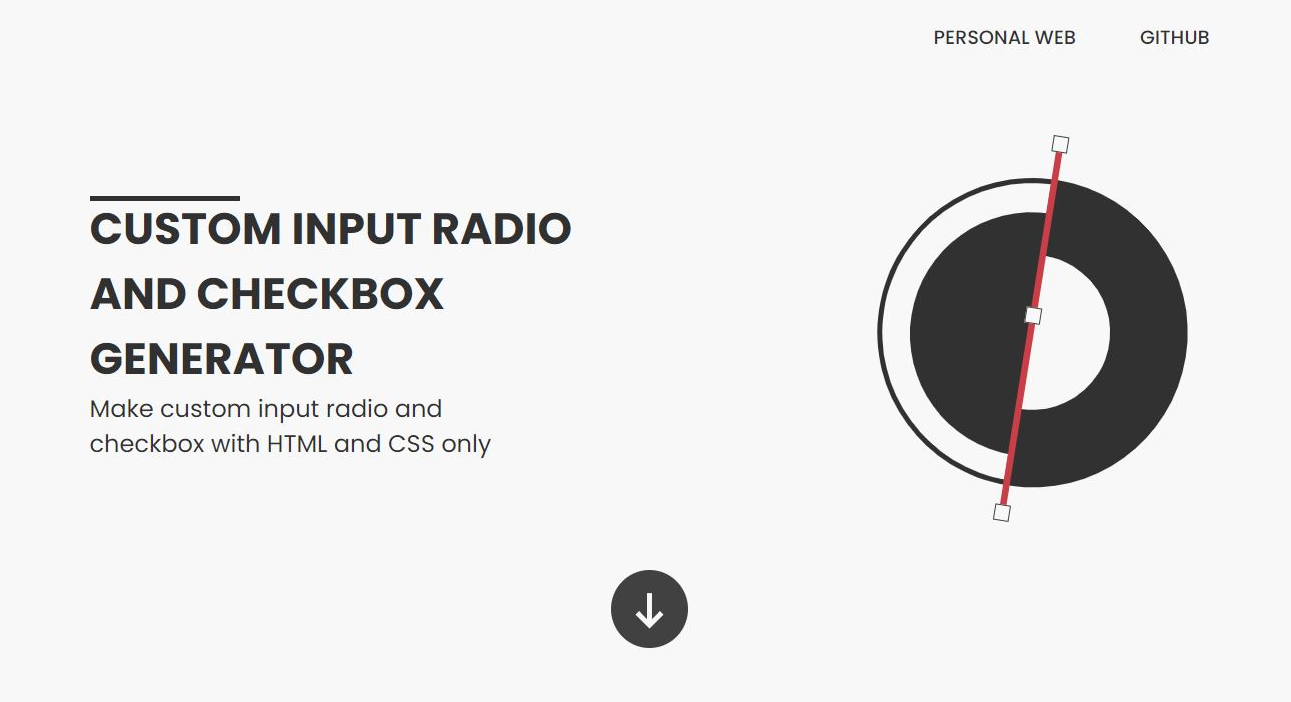 PERSONAL WEB
GITHUB
CUSTOM INPUT RADIO
AND CHECKBOX
GENERATOR
Make custom input radio and
checkbox with HTML and CSS only